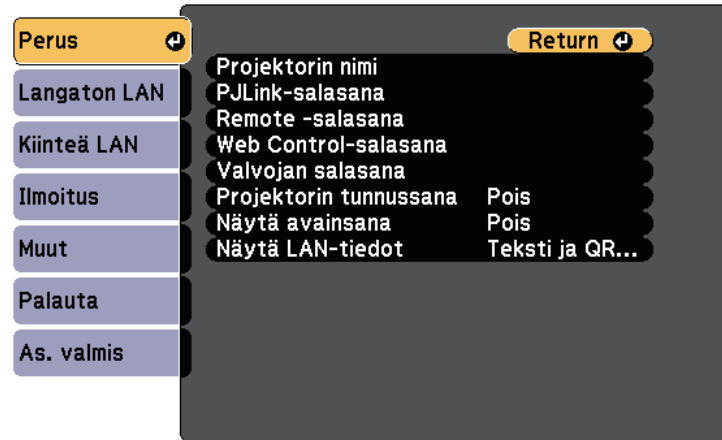 Perus
Langaton LAN
Kiinteä LAN
Ilmoitus
Muut
Palauta
As. valmis
Return
Projektorin nimi
PJLink-salasana
Remote -salasana
Web Control-salasana
Valvojan salasana
Projektorin tunnussana Pois
Näytä avainsana Pois
Näytä LAN-tiedot Teksti ja QR...